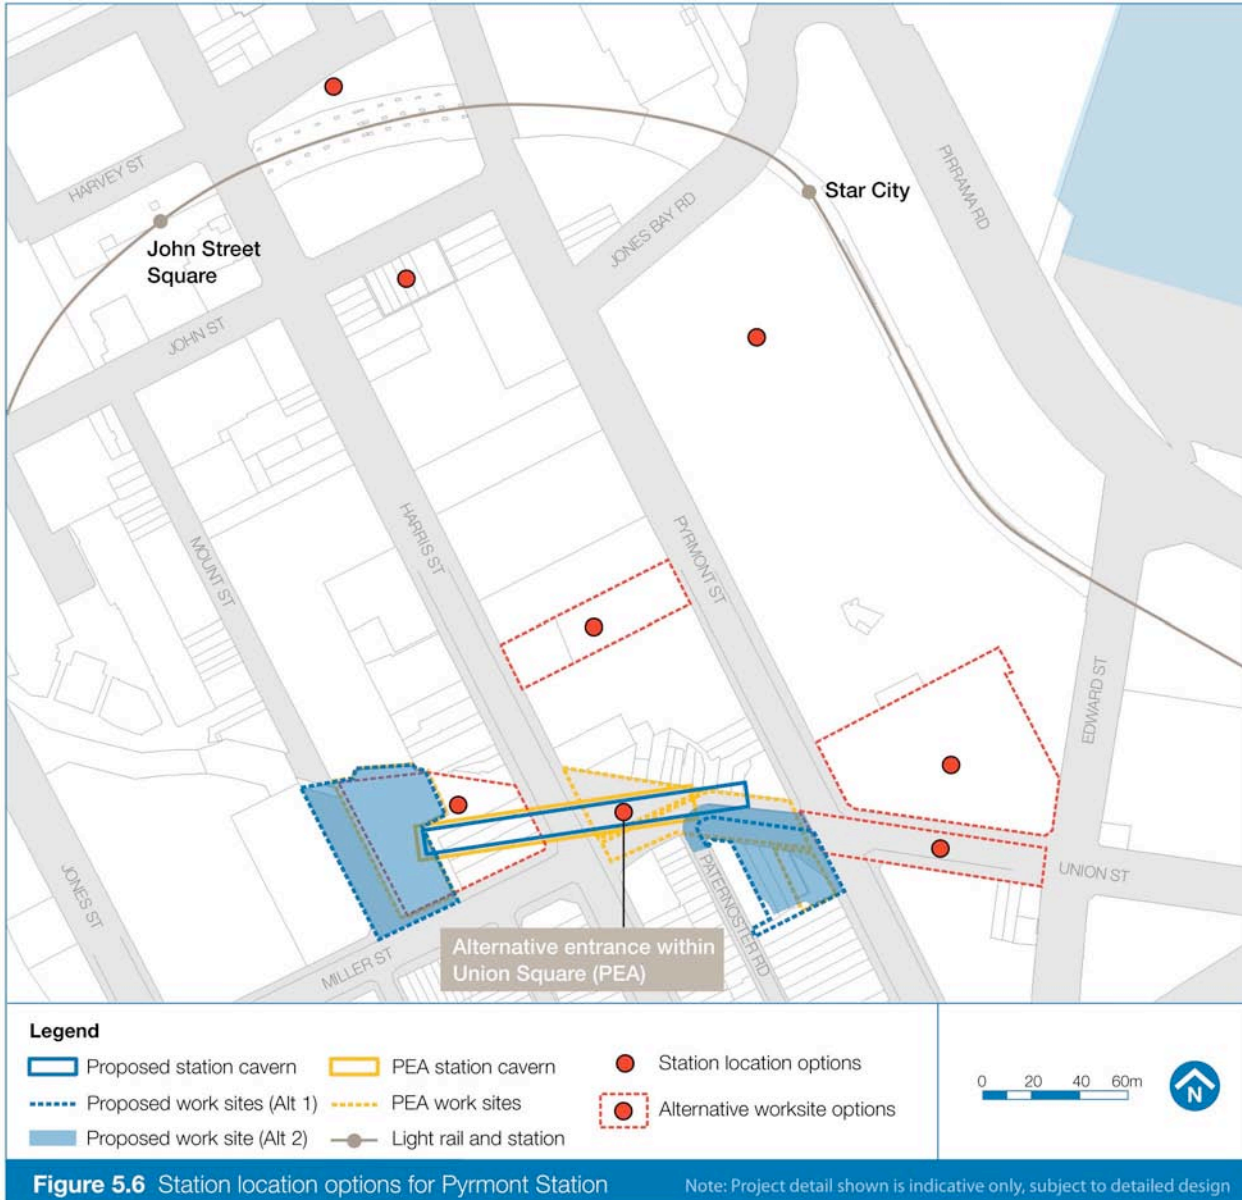 HARVEY ST
PIRRAMA RD
Star City
JONES BAY RD
John Street
Square
JOHN ST
HARRIS ST
PYRMONT ST
MOUNT ST
EDWARD ST
JONES ST
PATERNOSTER RD
UNION ST
Alternative entrance within
Union Square (PEA)
MILLER ST
Legend
Proposed station cavern
PEA station cavern
Station location options
Proposed work sites (Alt 1)
PEA work sites
Alternative worksite options
Proposed work site (Alt 2)
Light rail and station
0 20 40 60m
N
Figure 5.6 Station location options for Pyrmont Station
Note: Project detail shown is indicative only, subject to detailed design